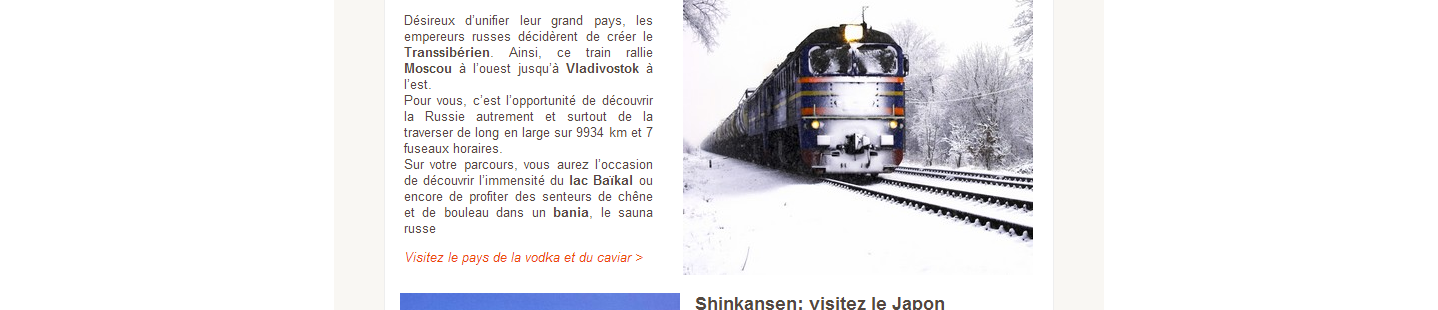 Désireux d’unifier leur grand pays, les
empereurs russes décidèrent de créer le
Transsibérien. Ainsi, ce train rallie
Moscou à l’ouest jusqu’à Vladivostok à
l’est.
Pour vous, c’est l’opportunité de découvrir
la Russie autrement et surtout de la
traverser de long en large sur 9934 km et 7
fuseaux horaires.
Sur votre parcours, vous aurez l’occasion
de découvrir l’immensité du lac Baïkal ou
encore de profiter des senteurs de chêne
et de bouleau dans un bania, le sauna
russe
Visitez le pays de la vodka et du caviar >
Shinkansen: visitez le Japon